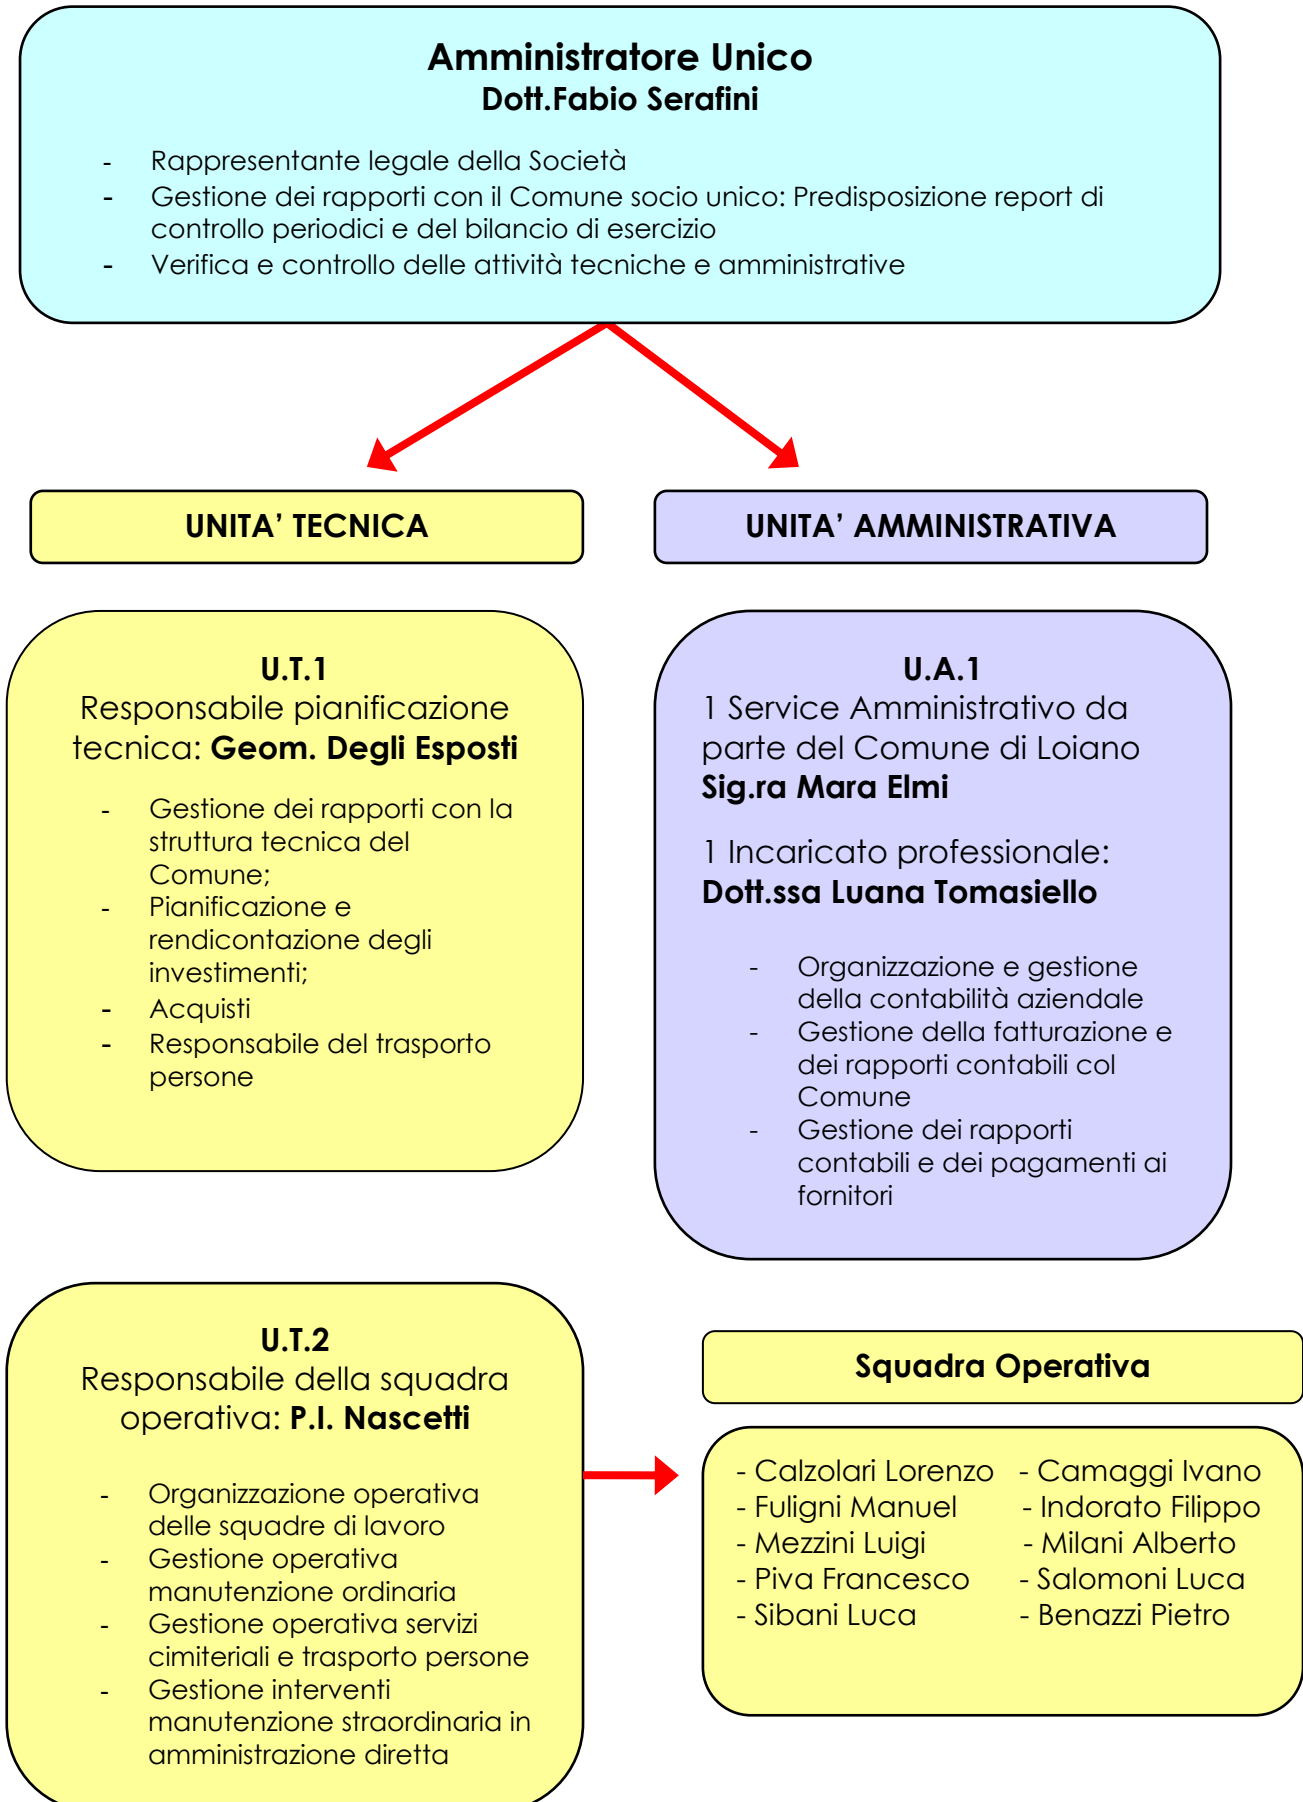 Amministratore Unico
Dott.Fabio Serafini
- Rappresentante legale della Società
- Gestione dei rapporti con il Comune socio unico: Predisposizione report di
controllo periodici e del bilancio di esercizio
- Verifica e controllo delle attività tecniche e amministrative
UNITA’ TECNICA
UNITA’ AMMINISTRATIVA
U.T.1
Responsabile pianificazione
tecnica: Geom. Degli Esposti
- Gestione dei rapporti con la
struttura tecnica del
Comune;
- Pianificazione e
rendicontazione degli
investimenti;
- Acquisti
- Responsabile del trasporto
persone
U.A.1
1 Service Amministrativo da
parte del Comune di Loiano
Sig.ra Mara Elmi
1 Incaricato professionale:
Dott.ssa Luana Tomasiello
- Organizzazione e gestione
della contabilità aziendale
- Gestione della fatturazione e
dei rapporti contabili col
Comune
- Gestione dei rapporti
contabili e dei pagamenti ai
fornitori
U.T.2
Responsabile della squadra
operativa: P.I. Nascetti
- Organizzazione operativa
delle squadre di lavoro
- Gestione operativa
manutenzione ordinaria
- Gestione operativa servizi
cimiteriali e trasporto persone
- Gestione interventi
manutenzione straordinaria in
amministrazione diretta
Squadra Operativa
- Calzolari Lorenzo - Camaggi Ivano
- Fuligni Manuel - Indorato Filippo
- Mezzini Luigi - Milani Alberto
- Piva Francesco - Salomoni Luca
- Sibani Luca - Benazzi Pietro